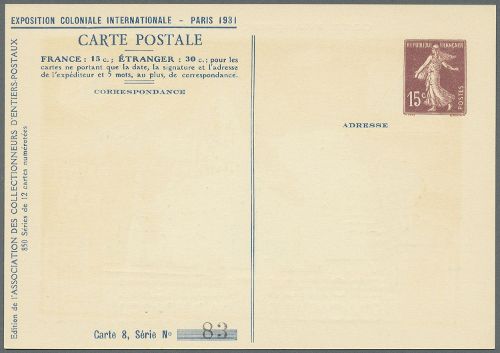 EXPOSITION COLONIALE INTERNATIONALE - PARIS 1931
CARTE POSTALE
FRANCE : 15 c.; ÉTRANGER : 30 c.; pour les
cartes ne portant que la date, la signature et l'adresse
de l'expéditeur et 5 mots, au plus, de correspondance.
CORRESPONDANCE
REPUBLIQUE FRANÇAISE
15c
POSTES
ADRESSE
Edition de l'ASSOCIATION DES COLLECTIONNEURS D'ENTIERS POSTAUX
850 Séries de 12 cartes numérotées
Carte 8, Série No 83